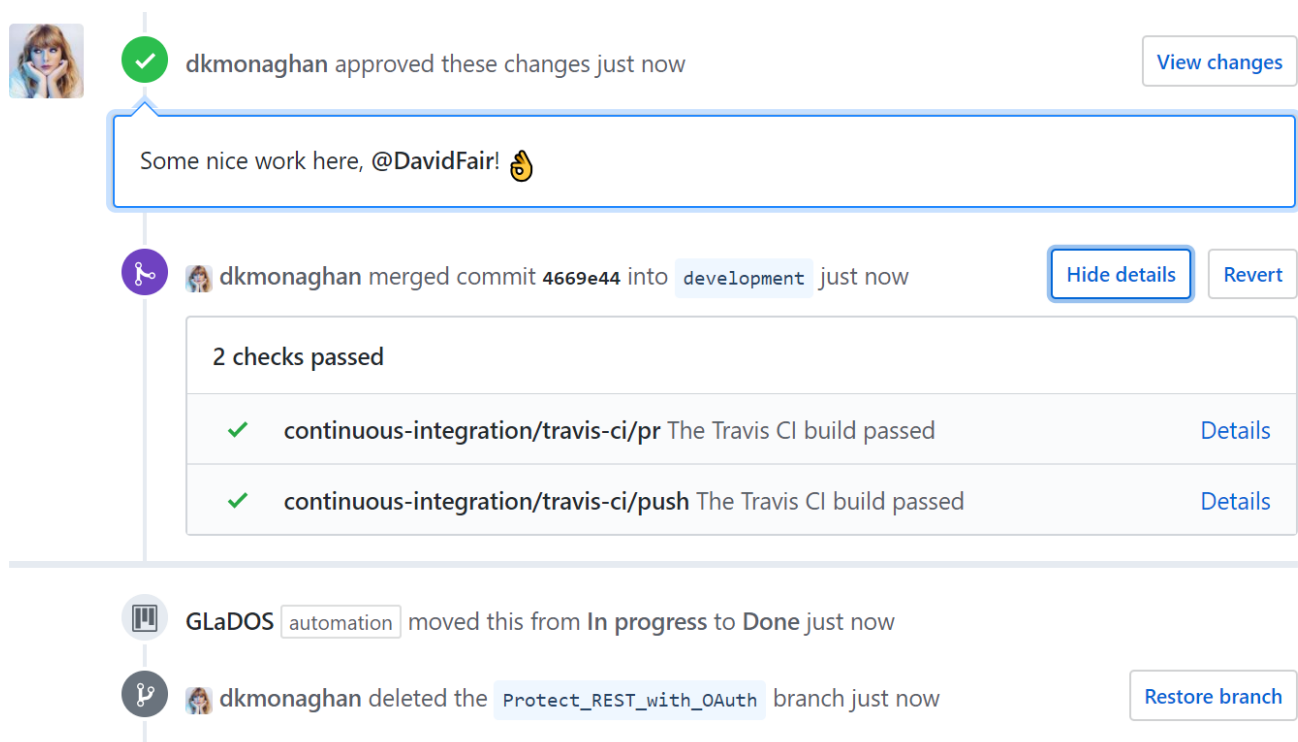 dkmonaghan approved these changes just now
View changes
Some nice work here, @DavidFair! 👌
dkmonaghan merged commit 4669e44 into development just now
Hide details
Revert
2 checks passed
continuous-integration/travis-ci/pr The Travis CI build passed
Details
continuous-integration/travis-ci/push The Travis CI build passed
Details
GLaDOS automation moved this from In progress to Done just now
dkmonaghan deleted the Protect_REST_with_OAuth branch just now
Restore branch